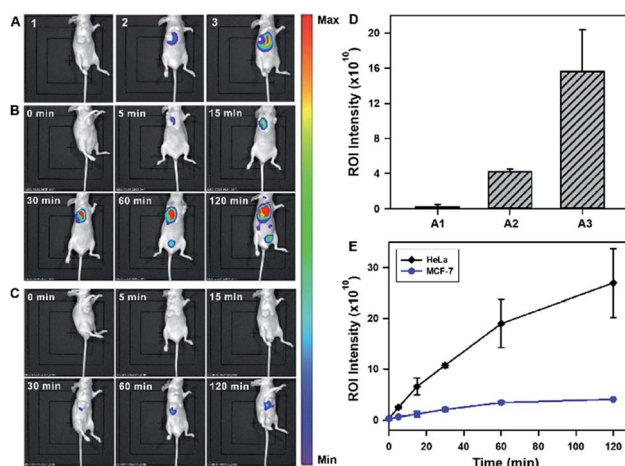 A
1
2
3
Max
B
0 min
5 min
15 min
30 min
60 min
120 min
C
0 min
5 min
15 min
30 min
60 min
120 min
Min
D
ROI Intensity (x10¹⁰)
20
16
12
8
4
0
A1
A2
A3
E
HeLa
MCF-7
ROI Intensity (x10¹⁰)
30
20
10
0
0 20 40 60 80 100 120
Time (min)